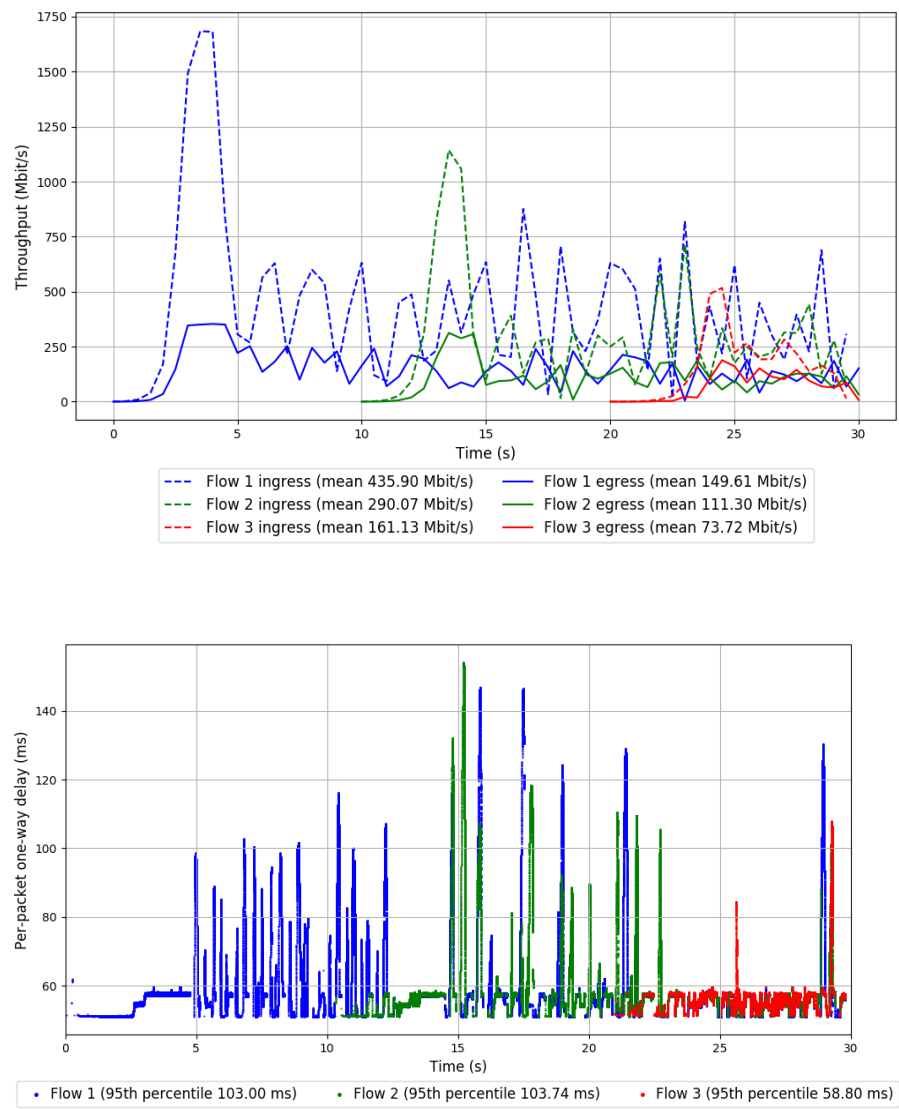 1750
1500
1250
1000
750
500
250
0
Throughput (Mbit/s)
0 5 10 15 20 25 30
Time (s)
Flow 1 ingress (mean 435.90 Mbit/s) Flow 1 egress (mean 149.61 Mbit/s)
Flow 2 ingress (mean 290.07 Mbit/s) Flow 2 egress (mean 111.30 Mbit/s)
Flow 3 ingress (mean 161.13 Mbit/s) Flow 3 egress (mean 73.72 Mbit/s)
140
120
100
80
60
Per-packet one-way delay (ms)
0 5 10 15 20 25 30
Time (s)
Flow 1 (95th percentile 103.00 ms) Flow 2 (95th percentile 103.74 ms) Flow 3 (95th percentile 58.80 ms)